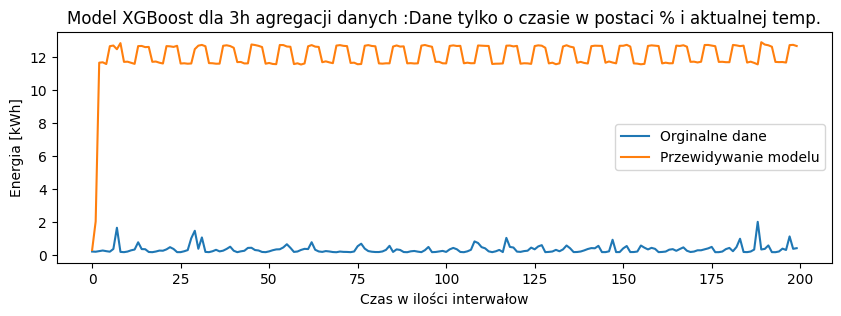 Model XGBoost dla 3h agregacji danych :Dane tylko o czasie w postaci % i aktualnej temp.
Energia [kWh]
12
10
8
6
4
2
0
Orginalne dane
Przewidywanie modelu
0 25 50 75 100 125 150 175 200
Czas w ilości interwałow